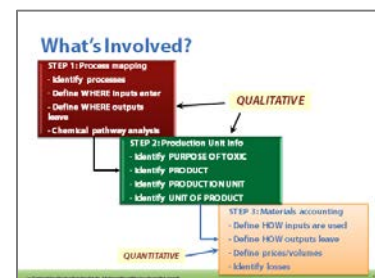 What's Involved?
STEP 1: Process mapping
- Identify processes
- Define WHERE inputs enter
- Define WHERE outputs
leave
- Chemical pathway analysis
QUALITATIVE
STEP 2: Production Unit Info
- Identify PURPOSE OF TOXIC
- Identify PRODUCT
- Identify PRODUCTION UNIT
- Identify UNIT OF PRODUCT
STEP 3: Materials accounting
- Define HOW inputs are used
- Define HOW outputs leave
- Define prices/volumes
- Identify losses
QUANTITATIVE